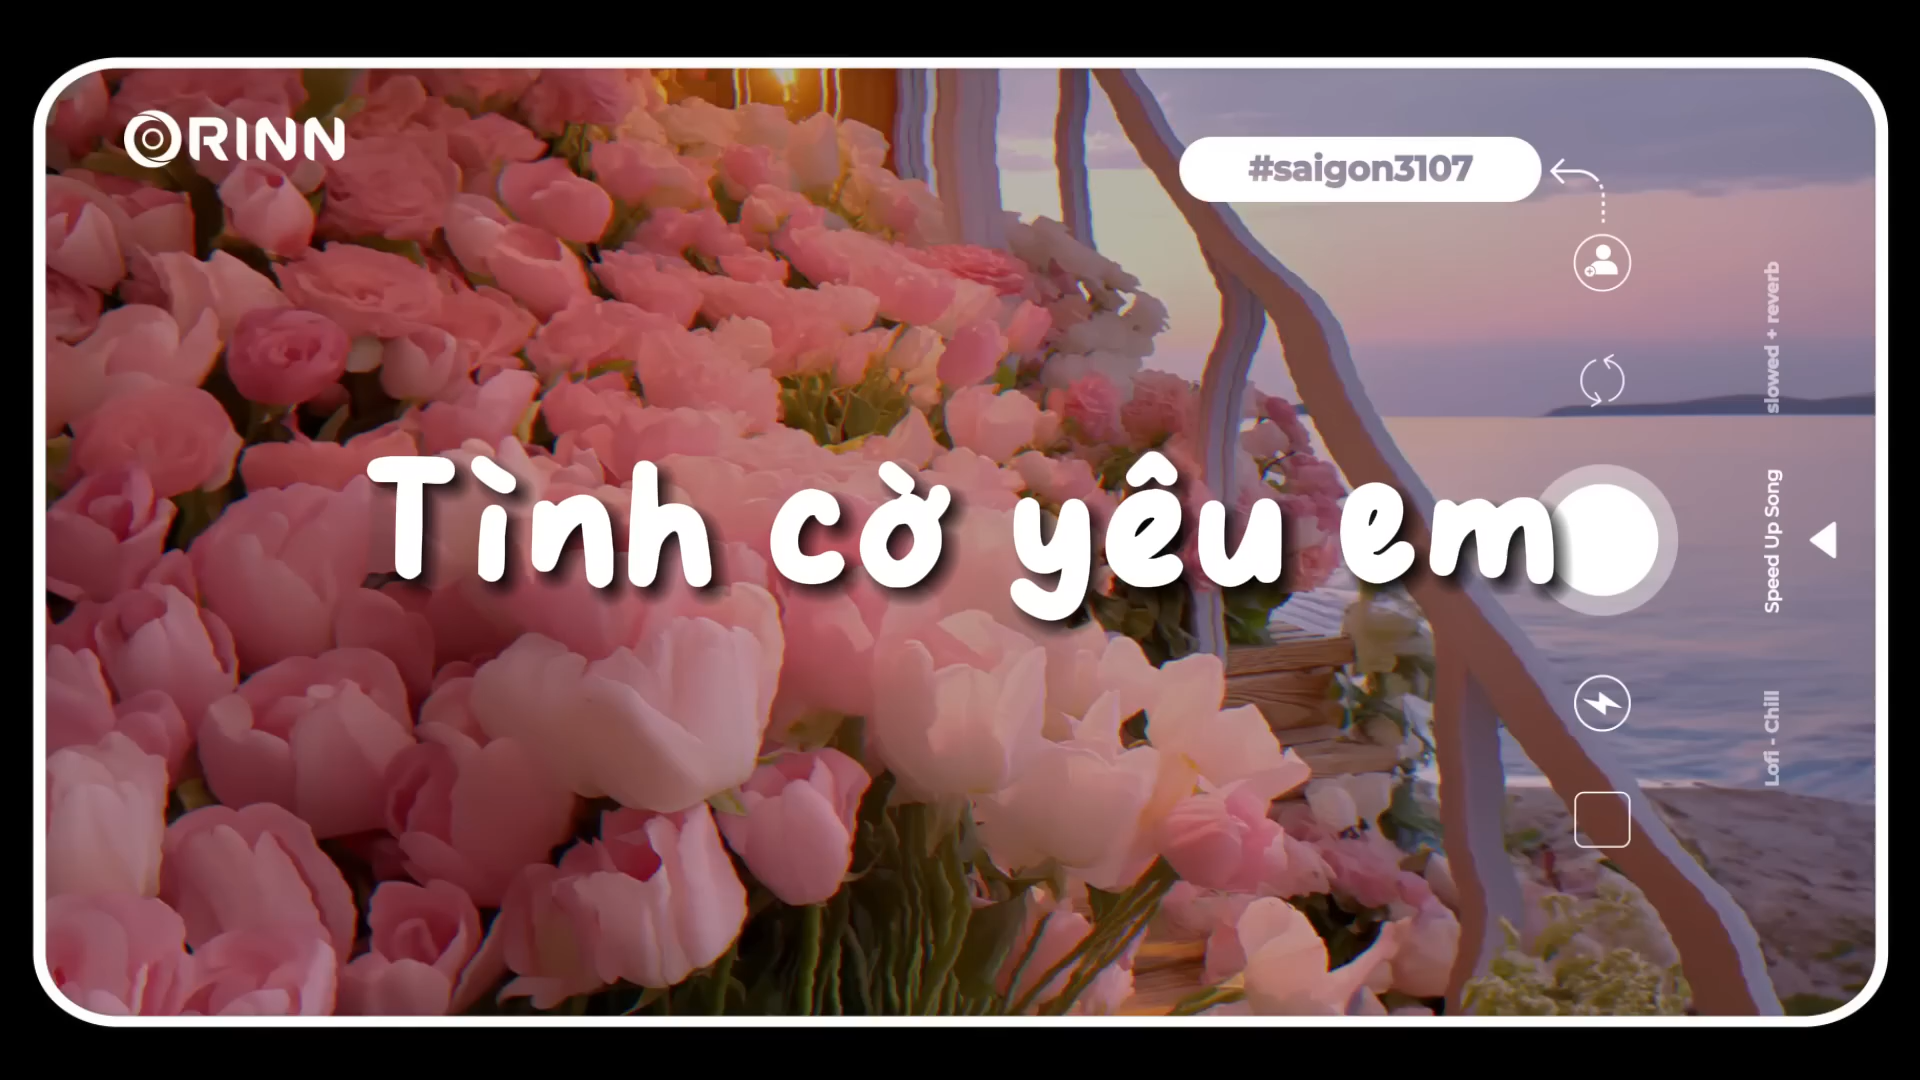 ORINN
#saigon3107
slowed + reverb
Tình cờ yêu em
Speed Up Song
Lofi - Chill